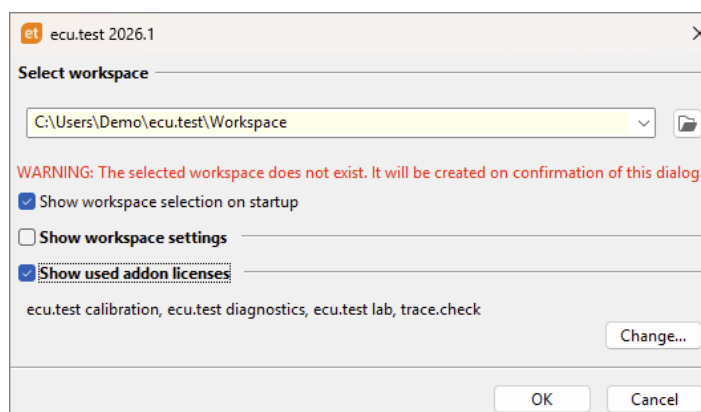 et ecu.test 2026.1
Select workspace
C:\Users\Demo\ecu.test\Workspace
WARNING: The selected workspace does not exist. It will be created on confirmation of this dialog
Show workspace selection on startup
Show workspace settings
Show used addon licenses
ecu.test calibration, ecu.test diagnostics, ecu.test lab, trace.check
Change...
OK Cancel